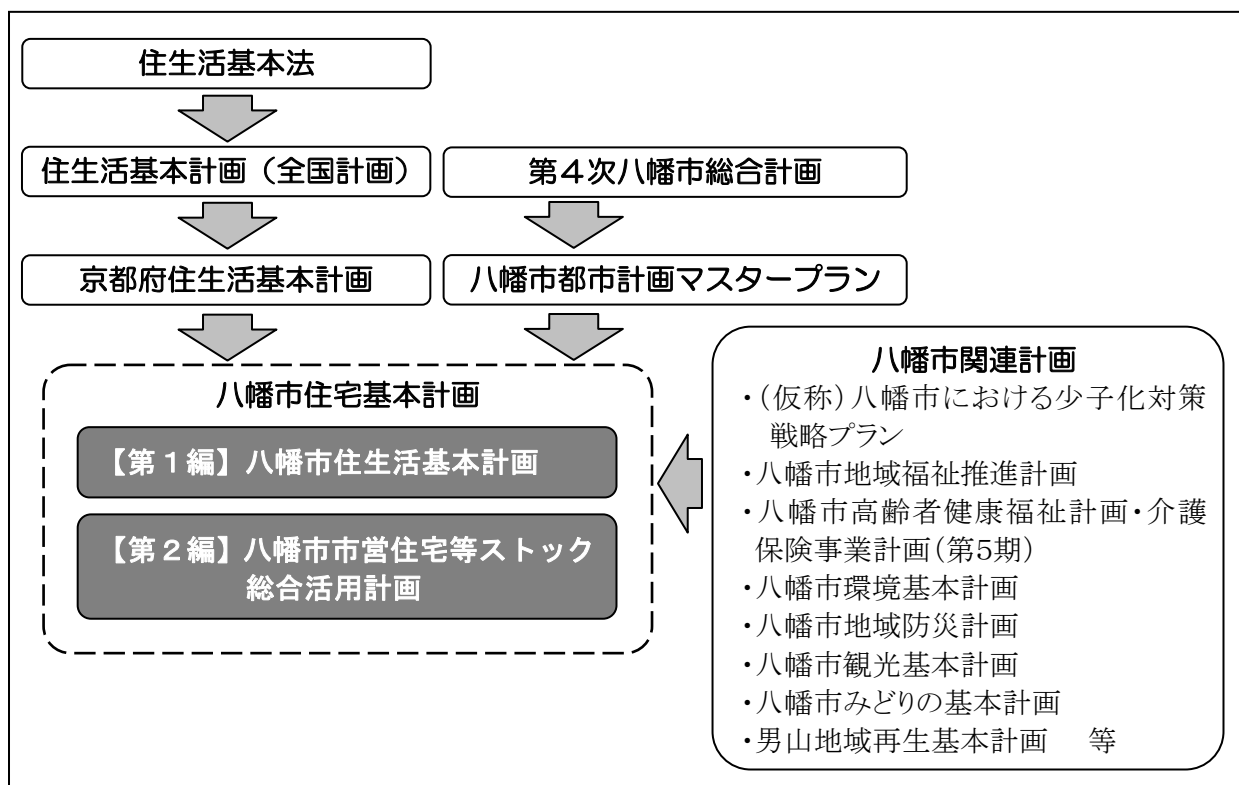 住生活基本法
住生活基本計画（全国計画）
第４次八幡市総合計画
京都府住生活基本計画
八幡市都市計画マスタープラン
八幡市住宅基本計画
【第１編】八幡市住生活基本計画
【第２編】八幡市市営住宅等ストック
総合活用計画
八幡市関連計画
・(仮称)八幡市における少子化対策
戦略プラン
・八幡市地域福祉推進計画
・八幡市高齢者健康福祉計画・介護
保険事業計画(第5期)
・八幡市環境基本計画
・八幡市地域防災計画
・八幡市観光基本計画
・八幡市みどりの基本計画
・男山地域再生基本計画　等